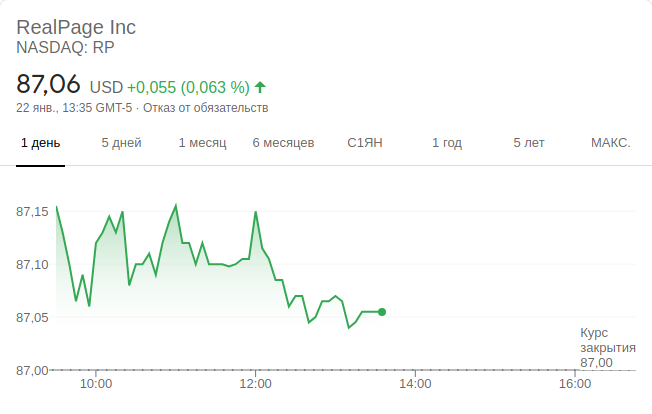 RealPage Inc
NASDAQ: RP
87,06 USD +0,055 (0,063 %)
22 янв., 13:35 GMT-5 · Отказ от обязательств
1 день 5 дней 1 месяц 6 месяцев С1ЯН 1 год 5 лет МАКС.
87,15
87,10
87,05
Курс
закрытия
87,00
87,00
10:00 12:00 14:00 16:00